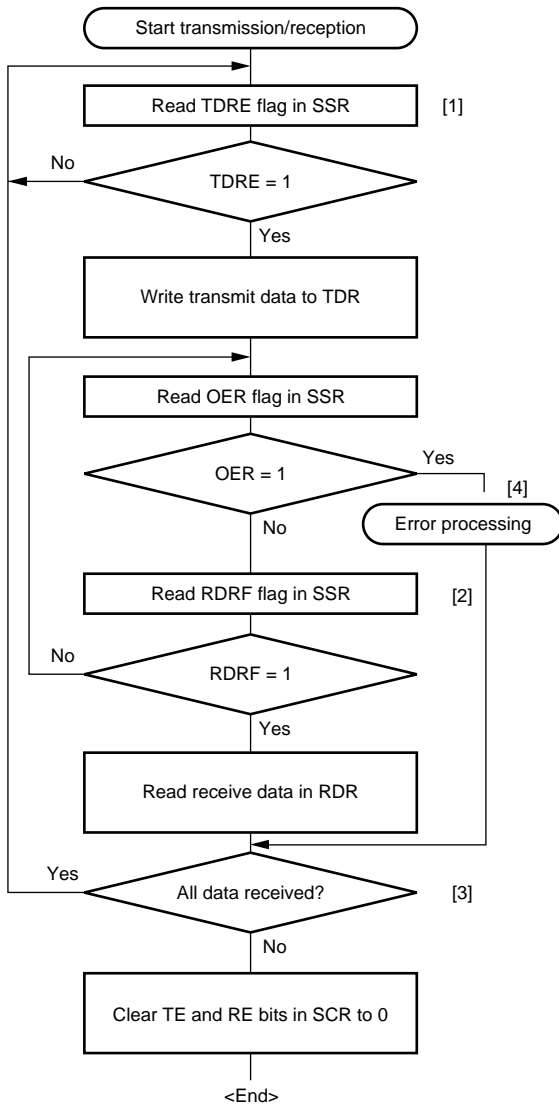 Start transmission/reception
Read TDRE flag in SSR
[1]
No
TDRE = 1
Yes
Write transmit data to TDR
Read OER flag in SSR
Yes
OER = 1
[4]
No
Error processing
Read RDRF flag in SSR
[2]
No
RDRF = 1
Yes
Read receive data in RDR
Yes
All data received?
[3]
No
Clear TE and RE bits in SCR to 0
<End>